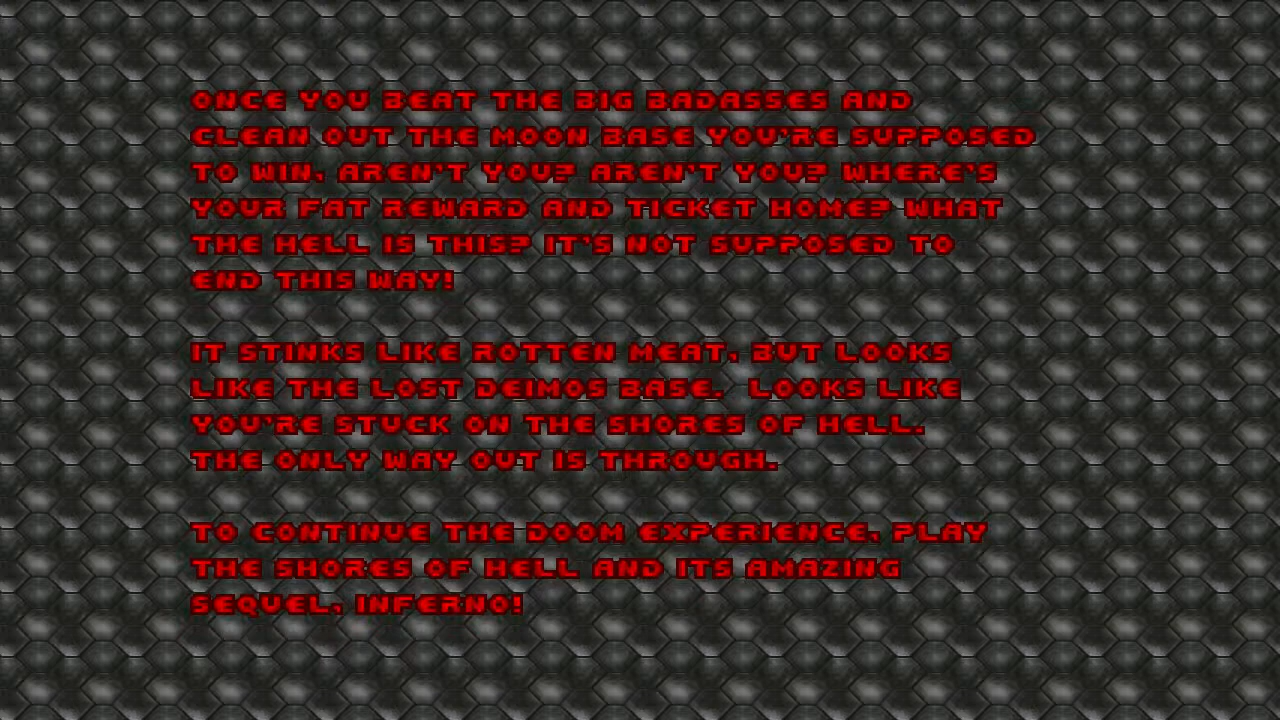 ONCE YOU BEAT THE BIG BADASSES AND
CLEAN OUT THE MOON BASE YOU'RE SUPPOSED
TO WIN, AREN'T YOU? AREN'T YOU? WHERE'S
YOUR FAT REWARD AND TICKET HOME? WHAT
THE HELL IS THIS? IT'S NOT SUPPOSED TO
END THIS WAY!
IT STINKS LIKE ROTTEN MEAT, BUT LOOKS
LIKE THE LOST DEIMOS BASE.  LOOKS LIKE
YOU'RE STUCK ON THE SHORES OF HELL.
THE ONLY WAY OUT IS THROUGH.
TO CONTINUE THE DOOM EXPERIENCE, PLAY
THE SHORES OF HELL AND ITS AMAZING
SEQUEL, INFERNO!